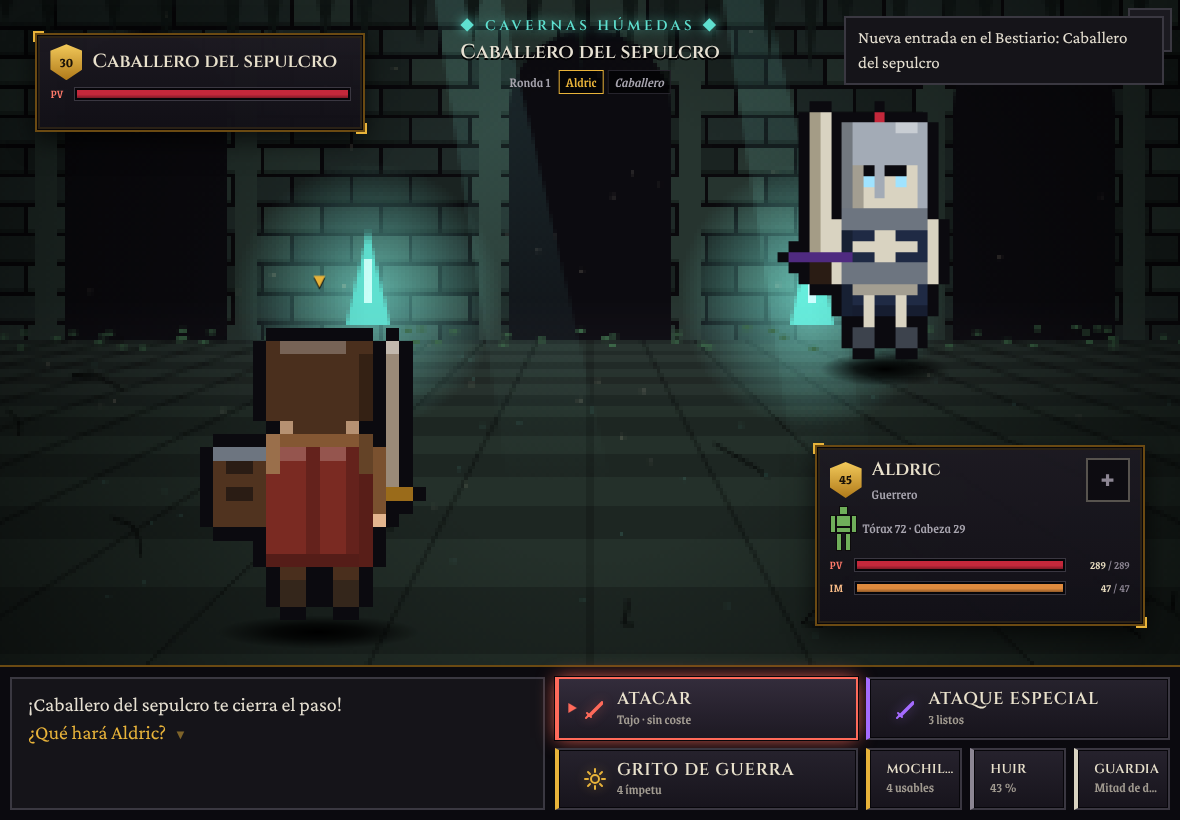 ◆ CAVERNAS HÚMEDAS ◆
CABALLERO DEL SEPULCRO
Ronda 1 Aldric Caballero
30 CABALLERO DEL SEPULCRO
PV
Nueva entrada en el Bestiario: Caballero
del sepulcro
45 ALDRIC
Guerrero
+
Tórax 72 · Cabeza 29
PV 289 / 289
IM 47 / 47
¡Caballero del sepulcro te cierra el paso!
¿Qué hará Aldric?
ATACAR
Tajo · sin coste
ATAQUE ESPECIAL
3 listos
GRITO DE GUERRA
4 ímpetu
MOCHIL...
4 usables
HUIR
43 %
GUARDIA
Mitad de d...